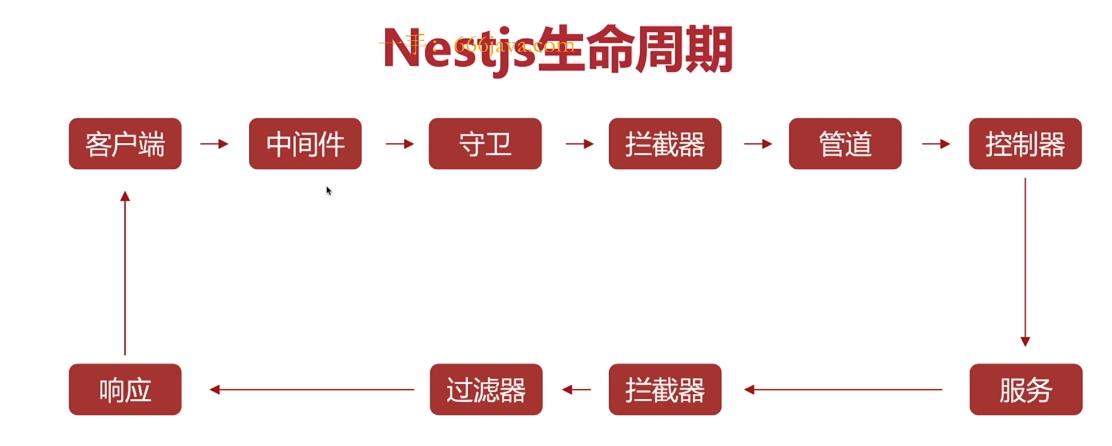 Nestjs生命周期
一手 666java.com
客户端
中间件
守卫
拦截器
管道
控制器
响应
过滤器
拦截器
服务